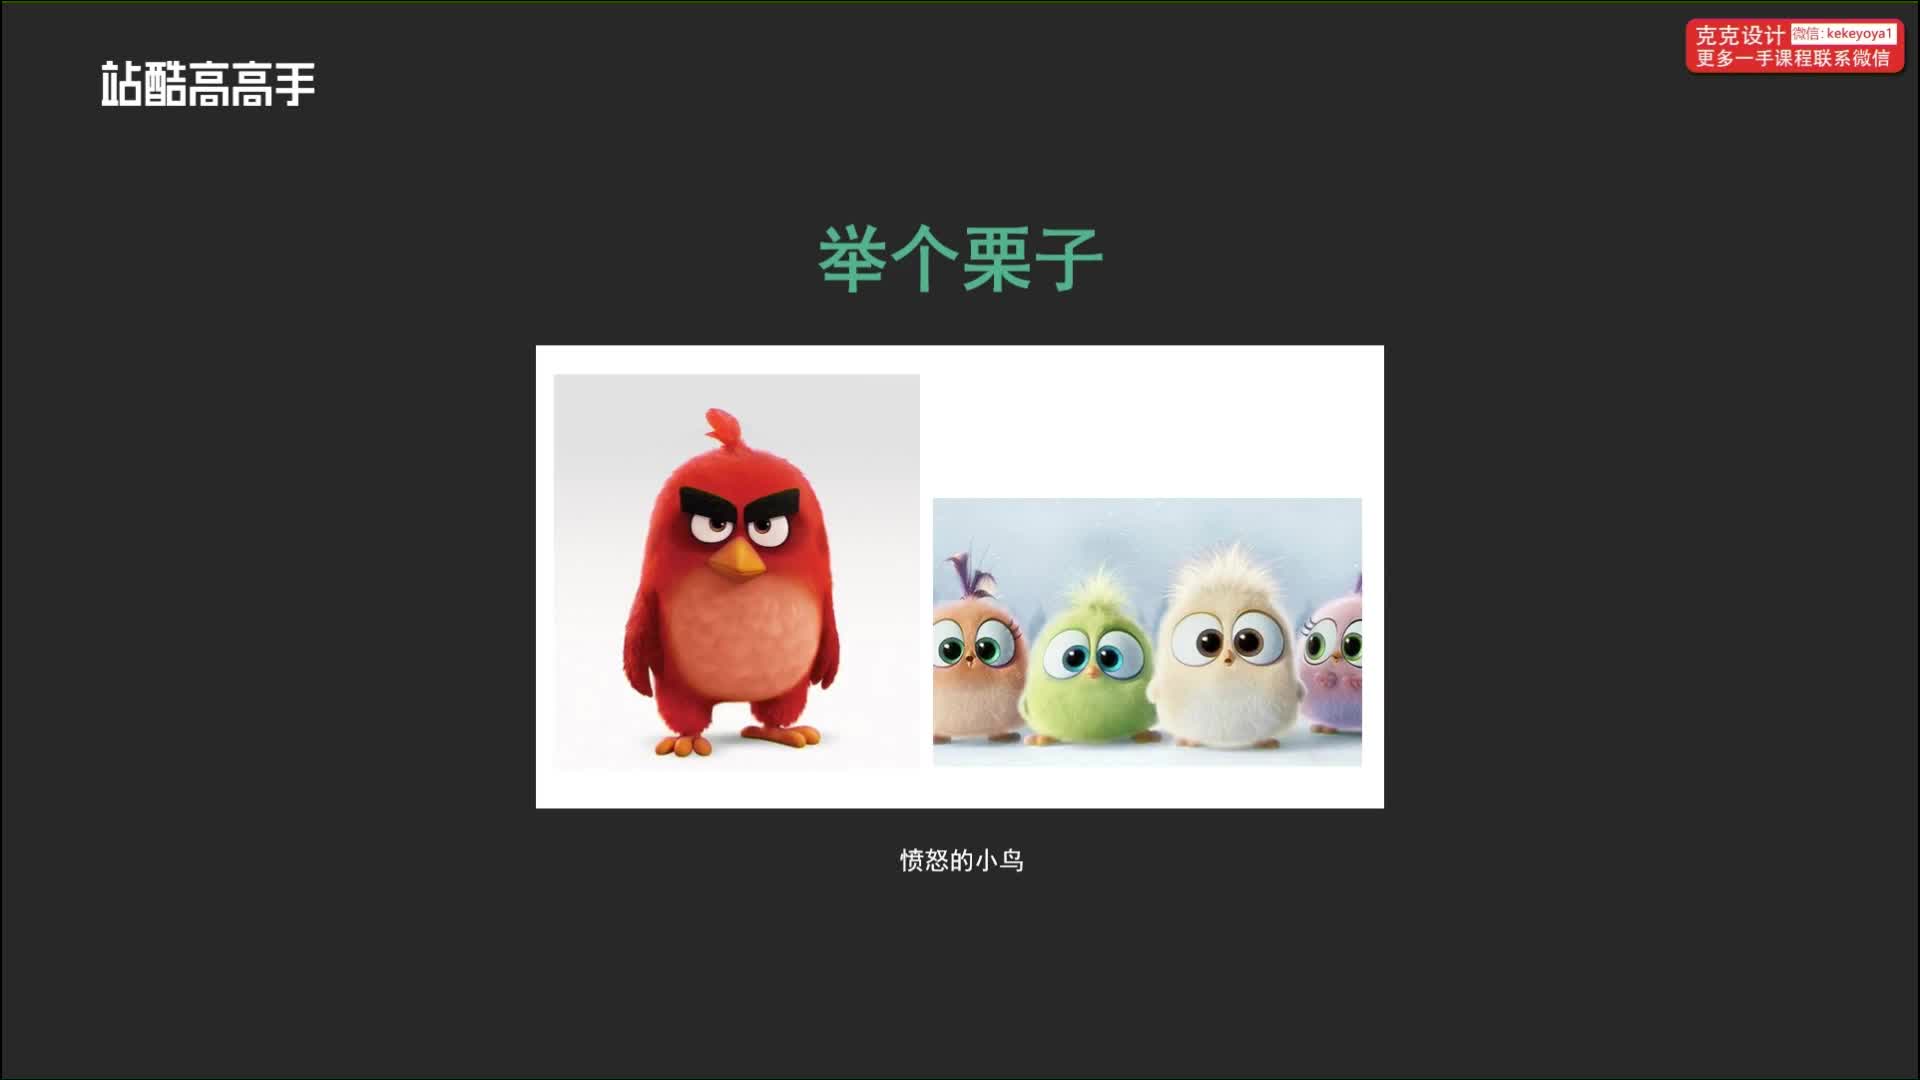 站酷高高手
克克设计 微信: kekeyoya1
更多一手课程联系微信
举个栗子
愤怒的小鸟